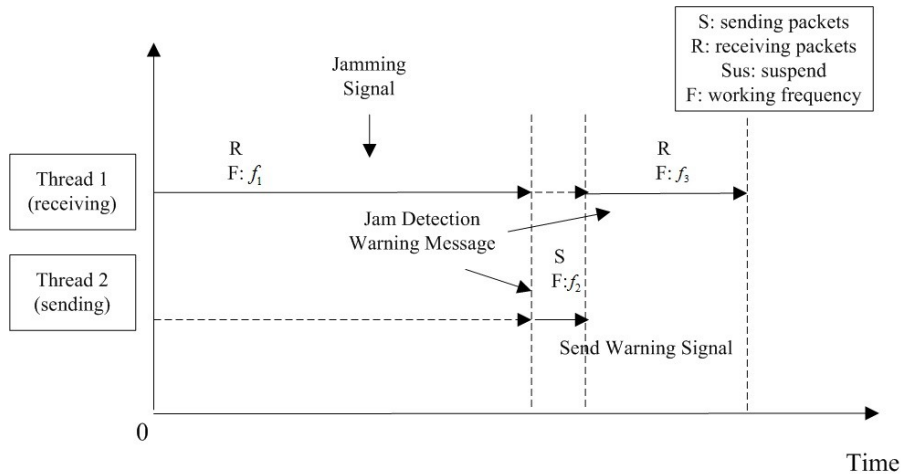 S: sending packets
R: receiving packets
Sus: suspend
F: working frequency
Jamming
Signal
R
F: f₁
R
F: f₃
Thread 1
(receiving)
Jam Detection
Warning Message
S
F: f₂
Thread 2
(sending)
Send Warning Signal
0
Time